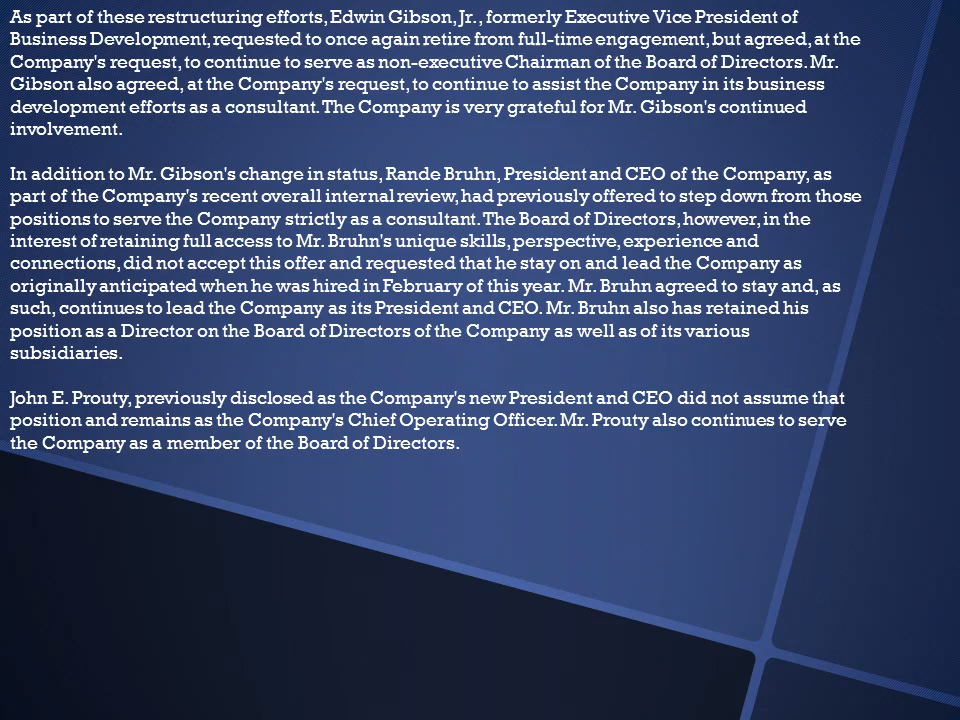 As part of these restructuring efforts, Edwin Gibson, Jr., formerly Executive Vice President of
Business Development, requested to once again retire from full-time engagement, but agreed, at the
Company's request, to continue to serve as non-executive Chairman of the Board of Directors. Mr.
Gibson also agreed, at the Company's request, to continue to assist the Company in its business
development efforts as a consultant. The Company is very grateful for Mr. Gibson's continued
involvement.
In addition to Mr. Gibson's change in status, Rande Bruhn, President and CEO of the Company, as
part of the Company's recent overall internal review, had previously offered to step down from those
positions to serve the Company strictly as a consultant. The Board of Directors, however, in the
interest of retaining full access to Mr. Bruhn's unique skills, perspective, experience and
connections, did not accept this offer and requested that he stay on and lead the Company as
originally anticipated when he was hired in February of this year. Mr. Bruhn agreed to stay and, as
such, continues to lead the Company as its President and CEO. Mr. Bruhn also has retained his
position as a Director on the Board of Directors of the Company as well as of its various
subsidiaries.
John E. Prouty, previously disclosed as the Company's new President and CEO did not assume that
position and remains as the Company's Chief Operating Officer. Mr. Prouty also continues to serve
the Company as a member of the Board of Directors.